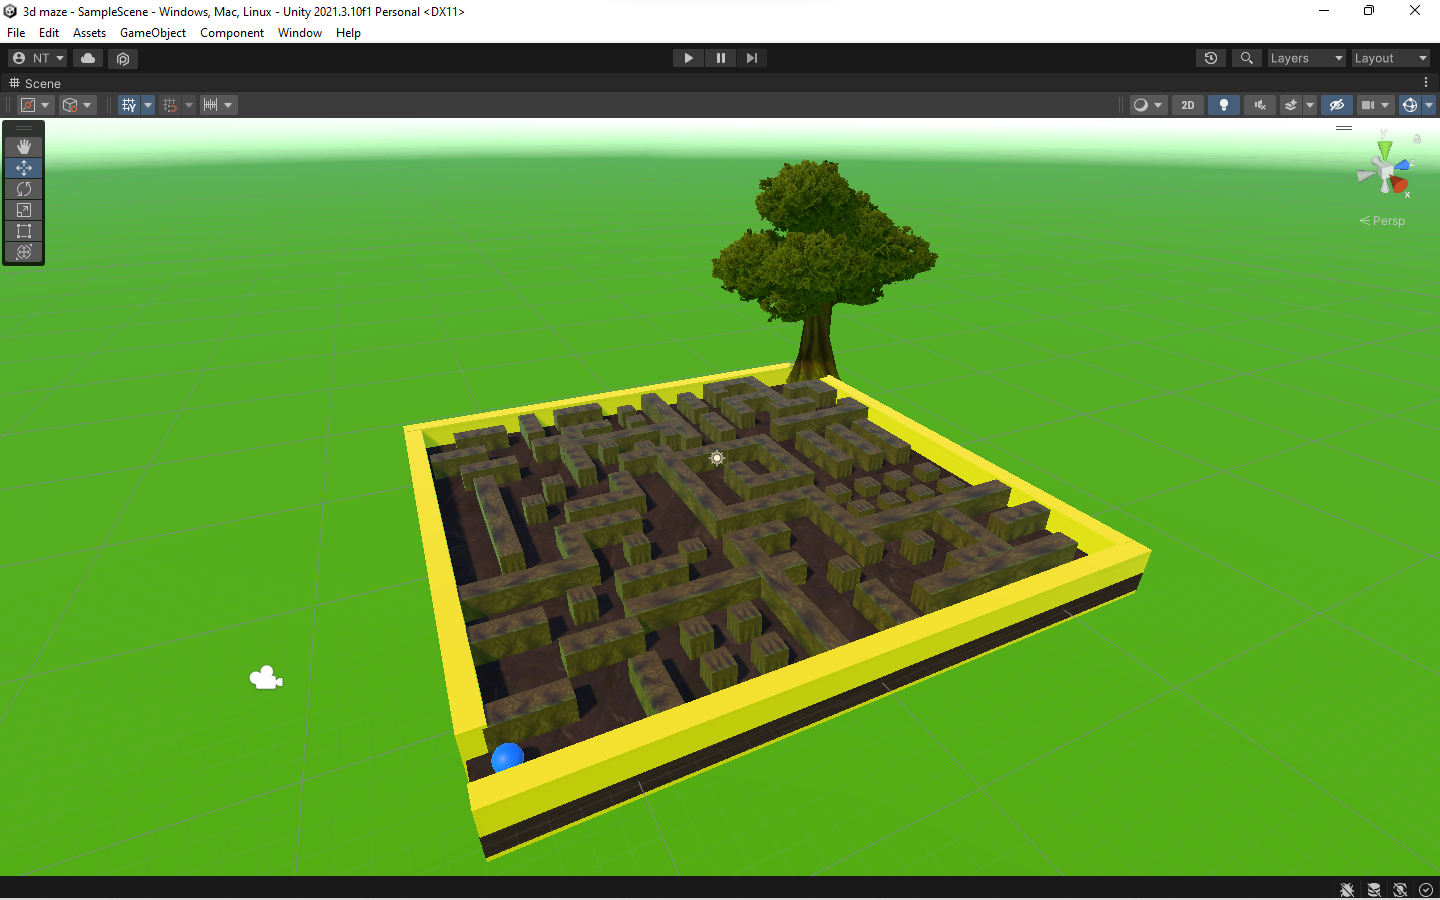 3d maze - SampleScene - Windows, Mac, Linux - Unity 2021.3.10f1 Personal <DX11>
File Edit Assets GameObject Component Window Help
NT Layers Layout
Scene
2D
y
z
x
Persp